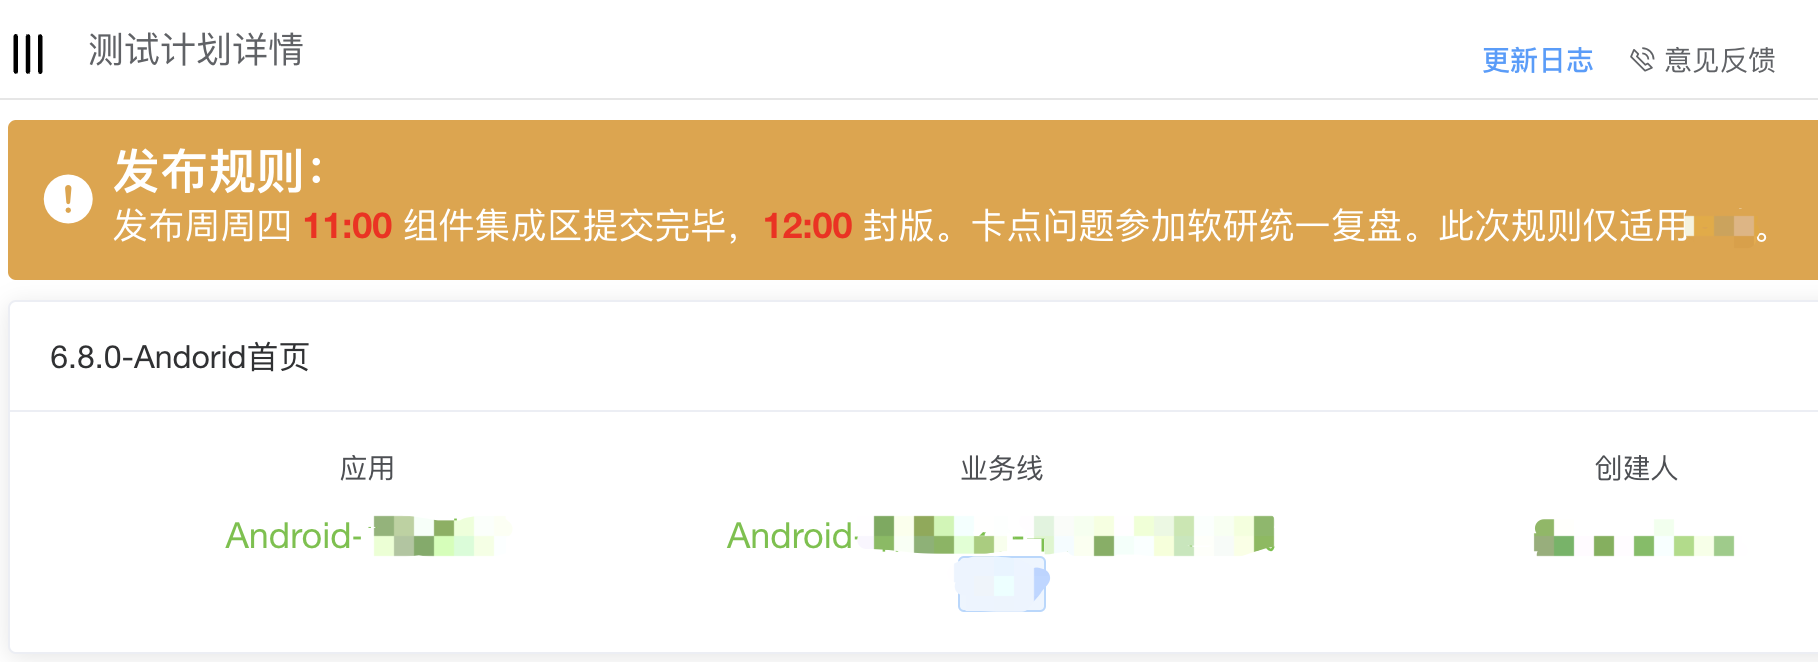 测试计划详情
更新日志 意见反馈
发布规则：
发布周周四 11:00 组件集成区提交完毕，12:00 封版。卡点问题参加软研统一复盘。此次规则仅适用。
6.8.0-Andorid首页
应用 业务线 创建人
Android- Android-